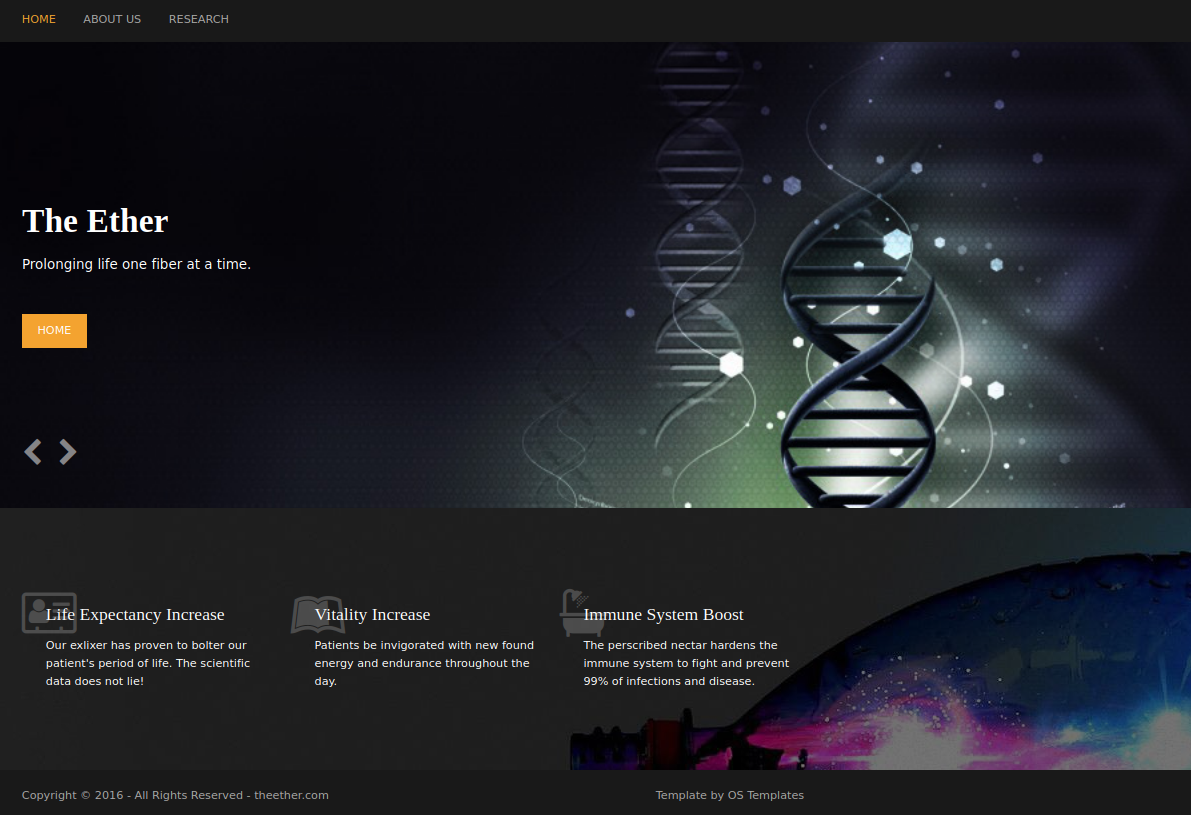 HOME ABOUT US RESEARCH
The Ether
Prolonging life one fiber at a time.
HOME
Life Expectancy Increase
Our exlixer has proven to bolter our
patient's period of life. The scientific
data does not lie!
Vitality Increase
Patients be invigorated with new found
energy and endurance throughout the
day.
Immune System Boost
The perscribed nectar hardens the
immune system to fight and prevent
99% of infections and disease.
Copyright © 2016 - All Rights Reserved - theether.com
Template by OS Templates